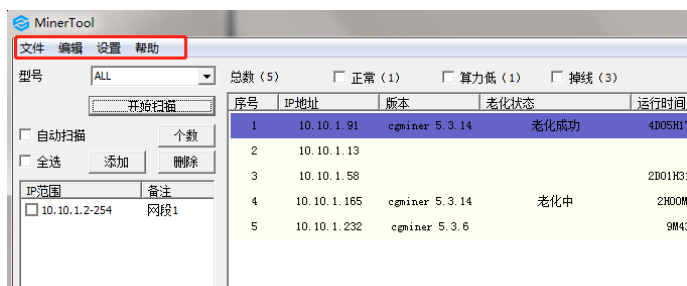 MinerTool
文件 编辑 设置 帮助
型号 ALL 总数 (5) 正常 (1) 算力低 (1) 掉线 (3)
开始扫描
自动扫描 个数
全选 添加 删除
IP范围 备注
10.10.1.2-254 网段1
序号 IP地址 版本 老化状态 运行时间
1 10.10.1.91 cgminer 5.3.14 老化成功
2 10.10.1.13
3 10.10.1.58 2D01H3
4 10.10.1.165 cgminer 5.3.14 老化中 2H00M
5 10.10.1.232 cgminer 5.3.6 9M4